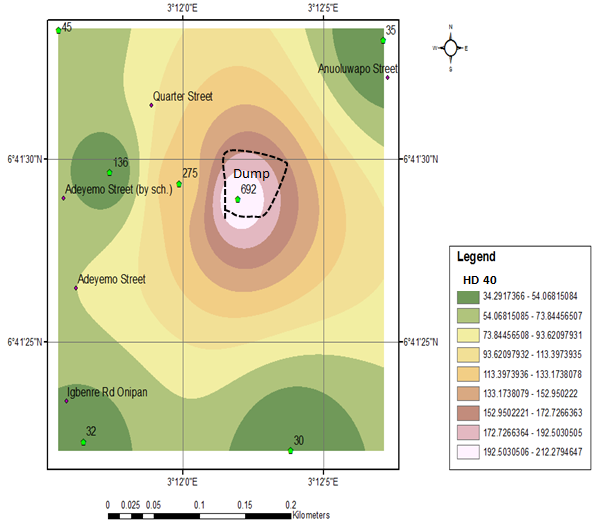 3°12'0"E 3°12'5"E
45
35
N
W E
S
Anuoluwapo Street
Quarter Street
6°41'30"N 6°41'30"N
136
275
Dump
692
Adeyemo Street (by sch.)
Adeyemo Street
6°41'25"N 6°41'25"N
Igbenre Rd Onipan
32
30
3°12'0"E 3°12'5"E
0 0.025 0.05 0.1 0.15 0.2
Kilometers
Legend
HD 40
34.2917366 - 54.06815084
54.06815085 - 73.84456507
73.84456508 - 93.62097931
93.62097932 - 113.3973935
113.3973936 - 133.1738078
133.1738079 - 152.950222
152.9502221 - 172.7266363
172.7266364 - 192.5030505
192.5030506 - 212.2794647